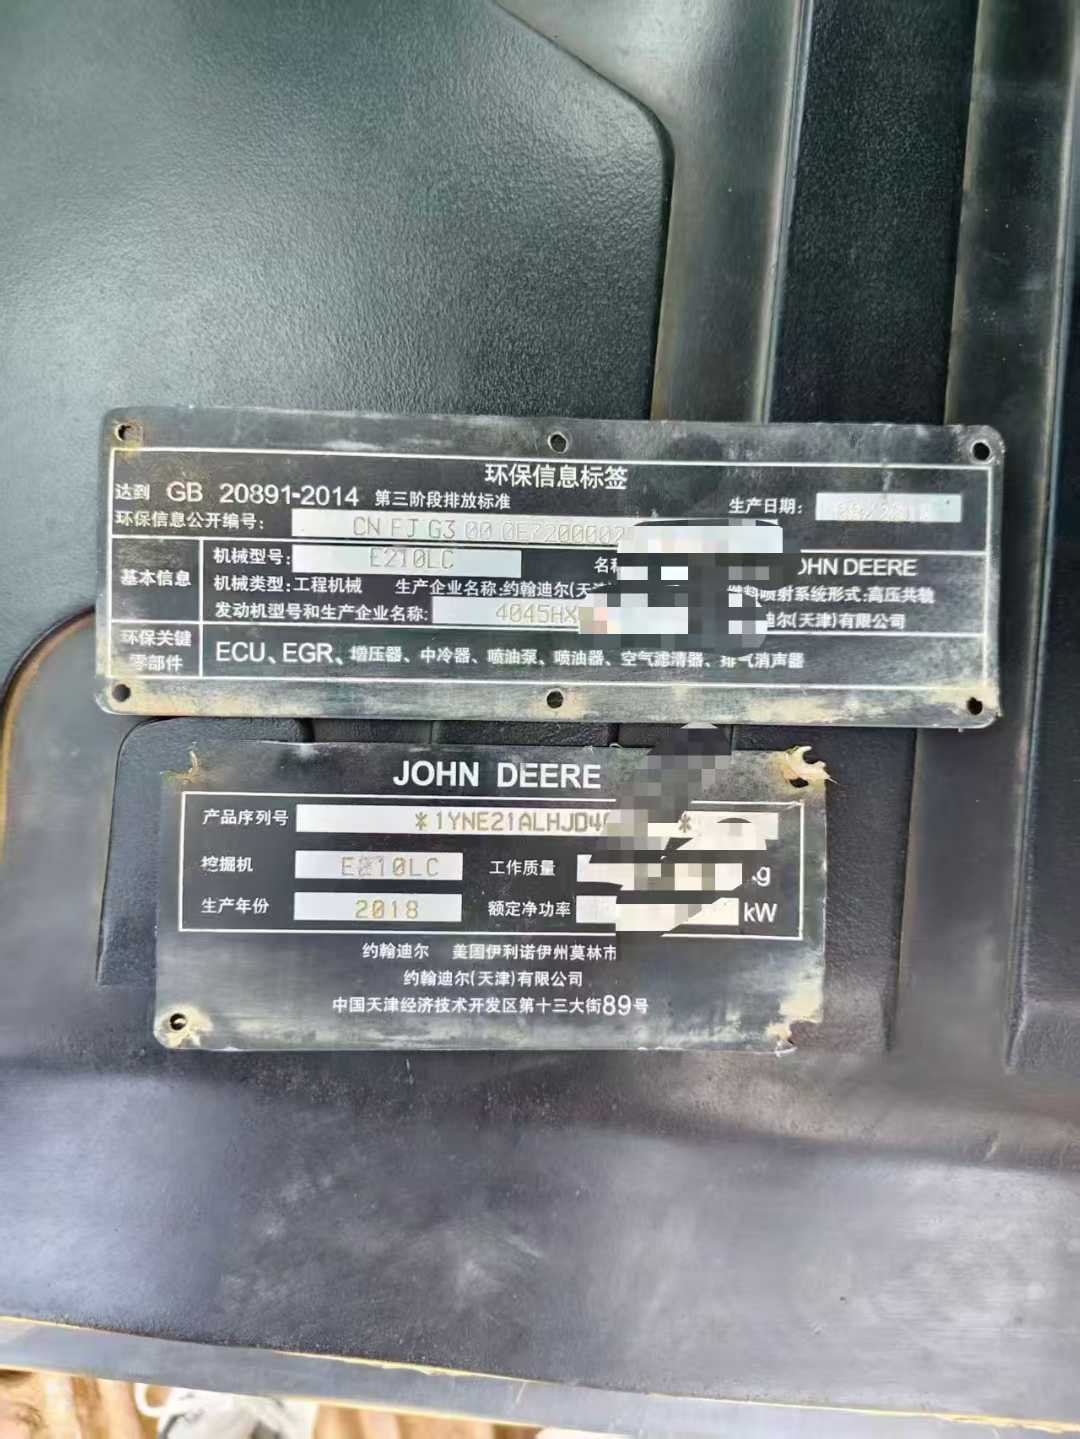 环保信息标签
达到 GB 20891-2014 第三阶段排放标准
生产日期:
环保信息公开编号: CN FJ G3 00
基本信息
机械型号: E210LC
JOHN DEERE
机械类型:工程机械 生产企业名称:约翰迪尔(天
喷射系统形式:高压共轨
发动机型号和生产企业名称: 4045HX
迪尔(天津)有限公司
环保关键零部件
ECU、EGR、增压器、中冷器、喷油泵、喷油器、空气滤清器、排气消声器
JOHN DEERE
产品序列号 *1YNE21ALHJD4
挖掘机 E210LC 工作质量 kg
生产年份 2018 额定净功率 kW
约翰迪尔 美国伊利诺伊州莫林市
约翰迪尔(天津)有限公司
中国天津经济技术开发区第十三大街89号